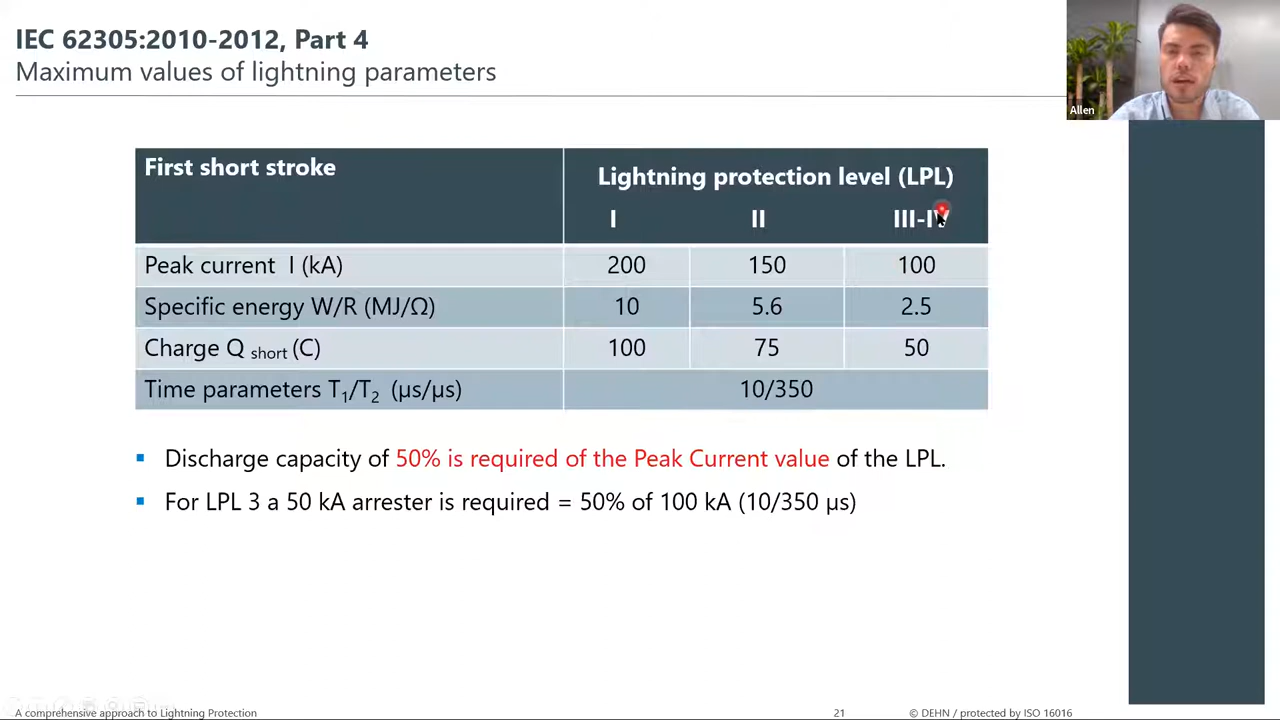 IEC 62305:2010-2012, Part 4
Maximum values of lightning parameters
Allen
First short stroke
Lightning protection level (LPL)
I II III-IV
Peak current I (kA) 200 150 100
Specific energy W/R (MJ/Ω) 10 5.6 2.5
Charge Q short (C) 100 75 50
Time parameters T1/T2 (µs/µs) 10/350
▪ Discharge capacity of 50% is required of the Peak Current value of the LPL.
▪ For LPL 3 a 50 kA arrester is required = 50% of 100 kA (10/350 µs)
A comprehensive approach to Lightning Protection 21 © DEHN / protected by ISO 16016